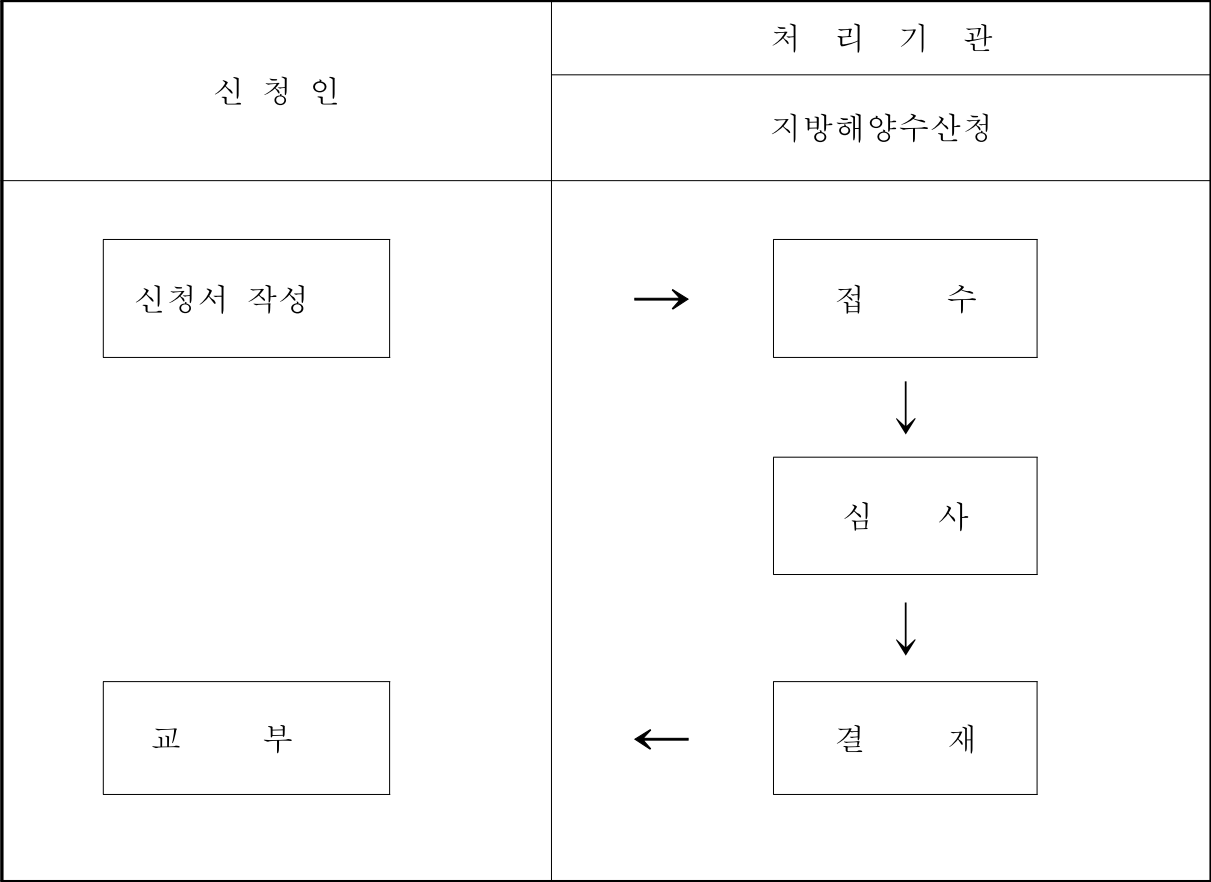 신 청 인
처 리 기 관
지방해양수산청
신청서 작성
→
접 수
↓
심 사
↓
교 부
←
결 재